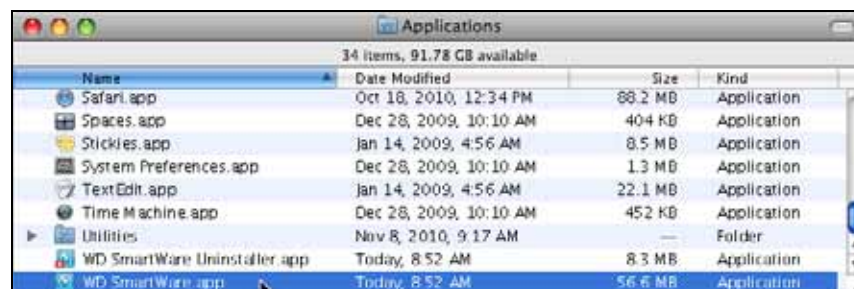 Applications
34 items, 91.78 GB available
Name Date Modified Size Kind
Safari.app Oct 18, 2010, 12:34 PM 88.2 MB Application
Spaces.app Dec 28, 2009, 10:10 AM 404 KB Application
Stickies.app Jan 14, 2009, 4:56 AM 8.5 MB Application
System Preferences.app Dec 28, 2009, 10:10 AM 1.3 MB Application
TextEdit.app Jan 14, 2009, 4:56 AM 22.1 MB Application
Time Machine.app Dec 28, 2009, 10:10 AM 452 KB Application
Utilities Nov 8, 2010, 9:17 AM — Folder
WD SmartWare Uninstaller.app Today, 8:52 AM 8.3 MB Application
WD SmartWare.app Today, 8:52 AM 56.6 MB Application